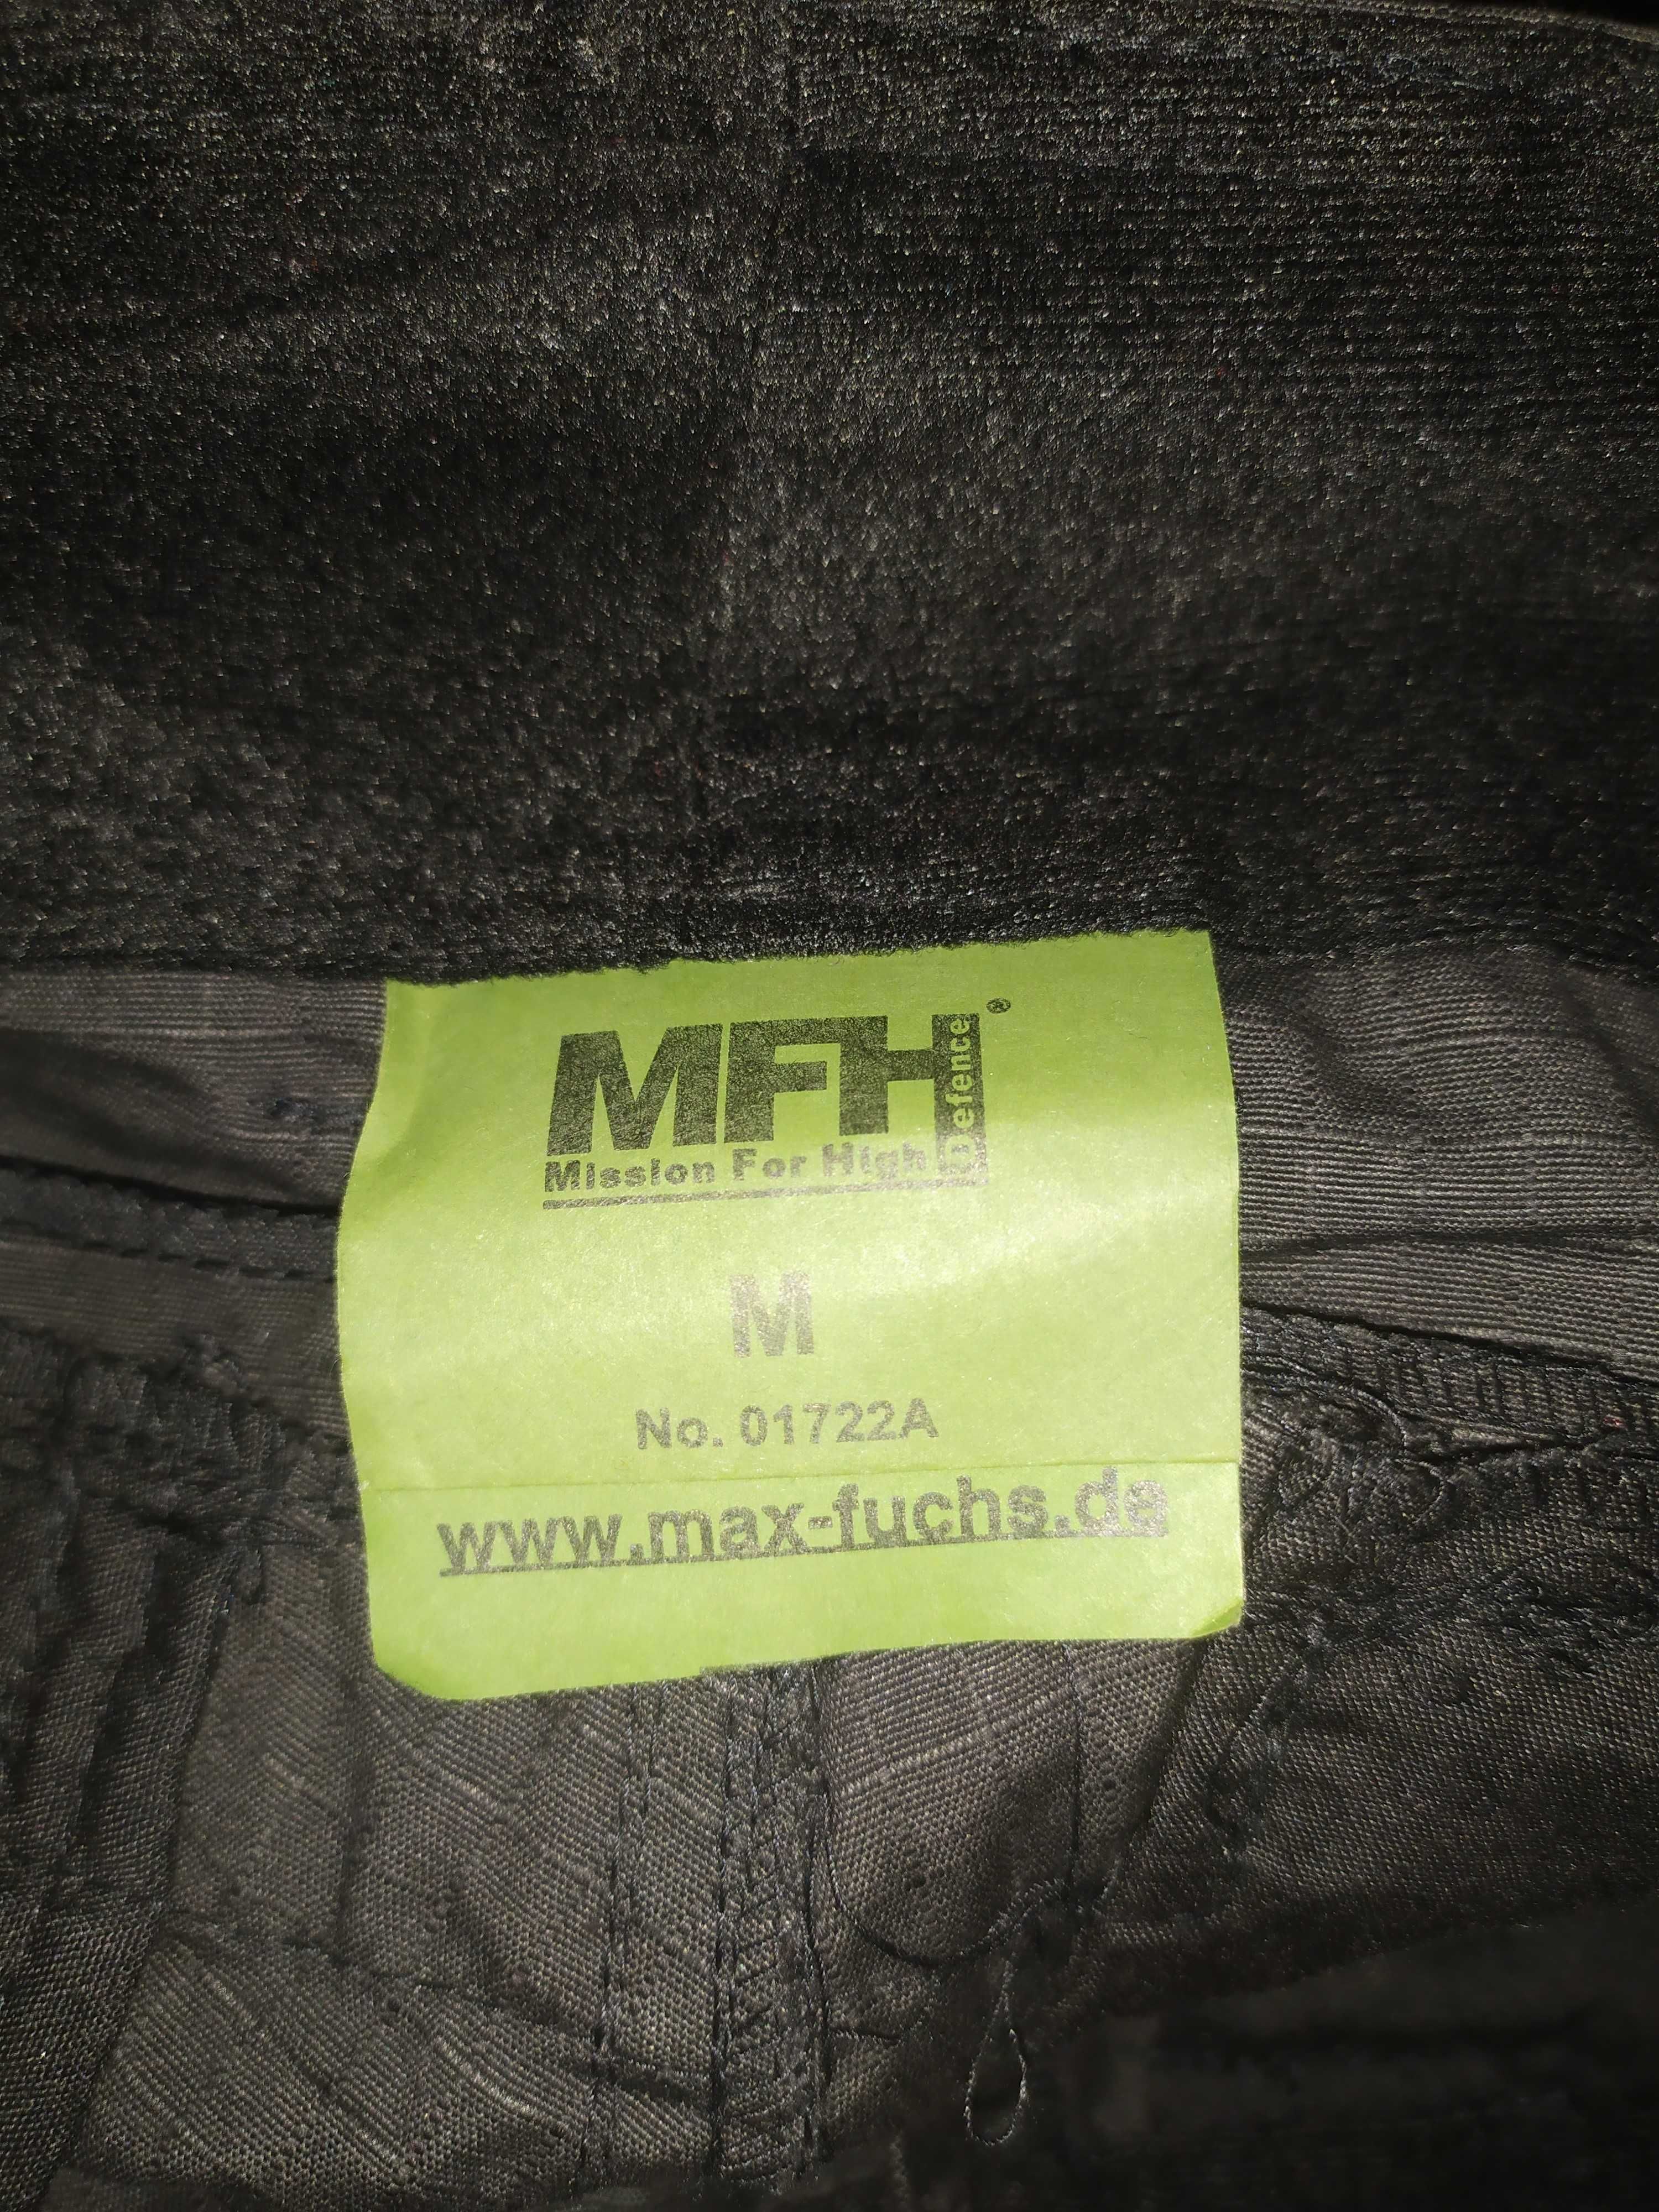 MFH®
Mission For High Defence
M
No. 01722A
www.max-fuchs.de